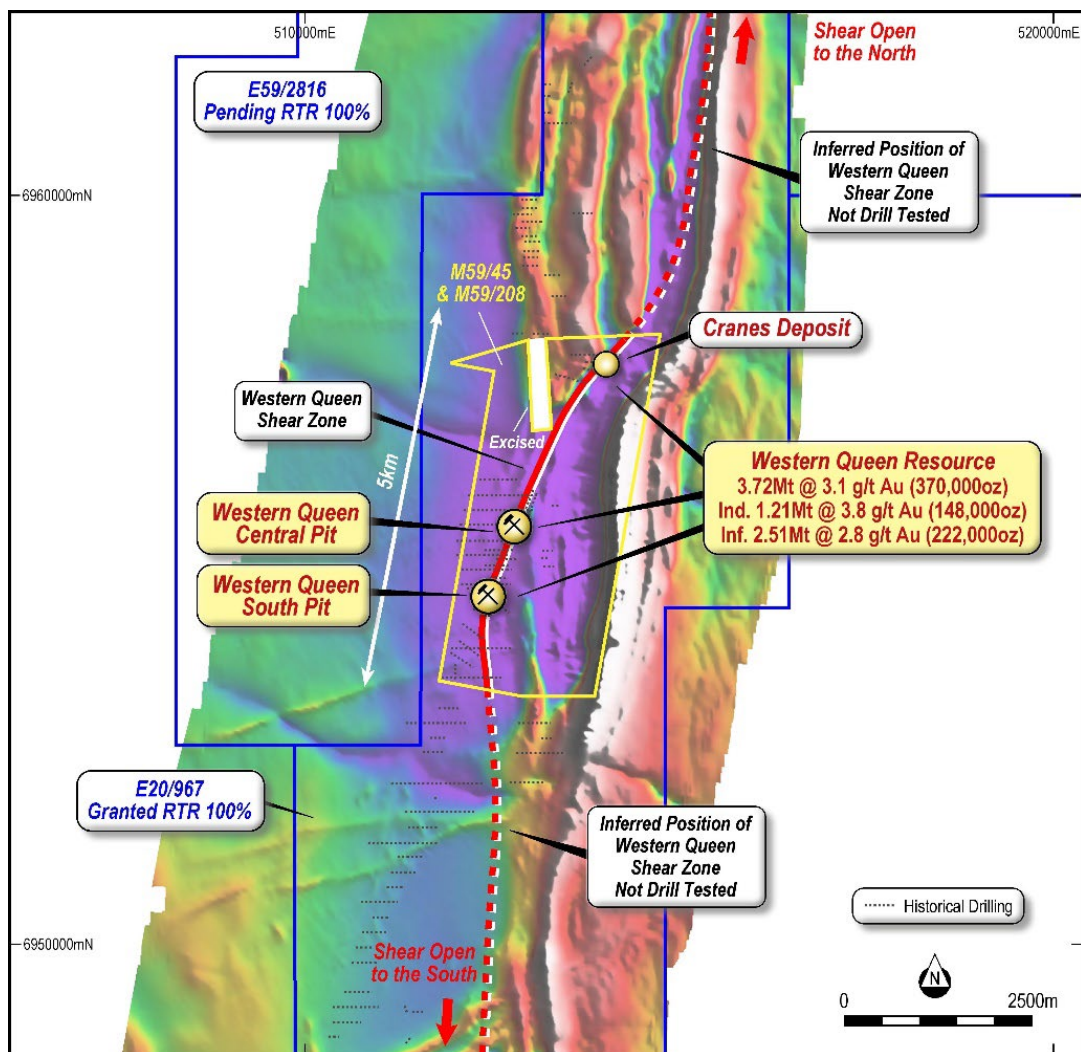 510000mE
520000mE
Shear Open
to the North
E59/2816
Pending RTR 100%
Inferred Position of
Western Queen
Shear Zone
Not Drill Tested
6960000mN
M59/45
& M59/208
Cranes Deposit
Western Queen
Shear Zone
Excised
5km
Western Queen Resource
3.72Mt @ 3.1 g/t Au (370,000oz)
Ind. 1.21Mt @ 3.8 g/t Au (148,000oz)
Inf. 2.51Mt @ 2.8 g/t Au (222,000oz)
Western Queen
Central Pit
Western Queen
South Pit
E20/967
Granted RTR 100%
Inferred Position of
Western Queen
Shear Zone
Not Drill Tested
Historical Drilling
6950000mN
Shear Open
to the South
N
0 2500m